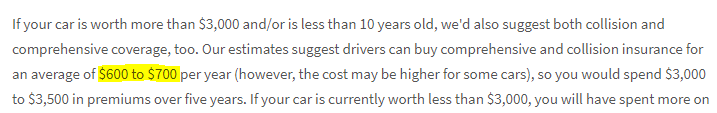 If your car is worth more than $3,000 and/or is less than 10 years old, we'd also suggest both collision and
comprehensive coverage, too. Our estimates suggest drivers can buy comprehensive and collision insurance for
an average of $600 to $700 per year (however, the cost may be higher for some cars), so you would spend $3,000
to $3,500 in premiums over five years. If your car is currently worth less than $3,000, you will have spent more on